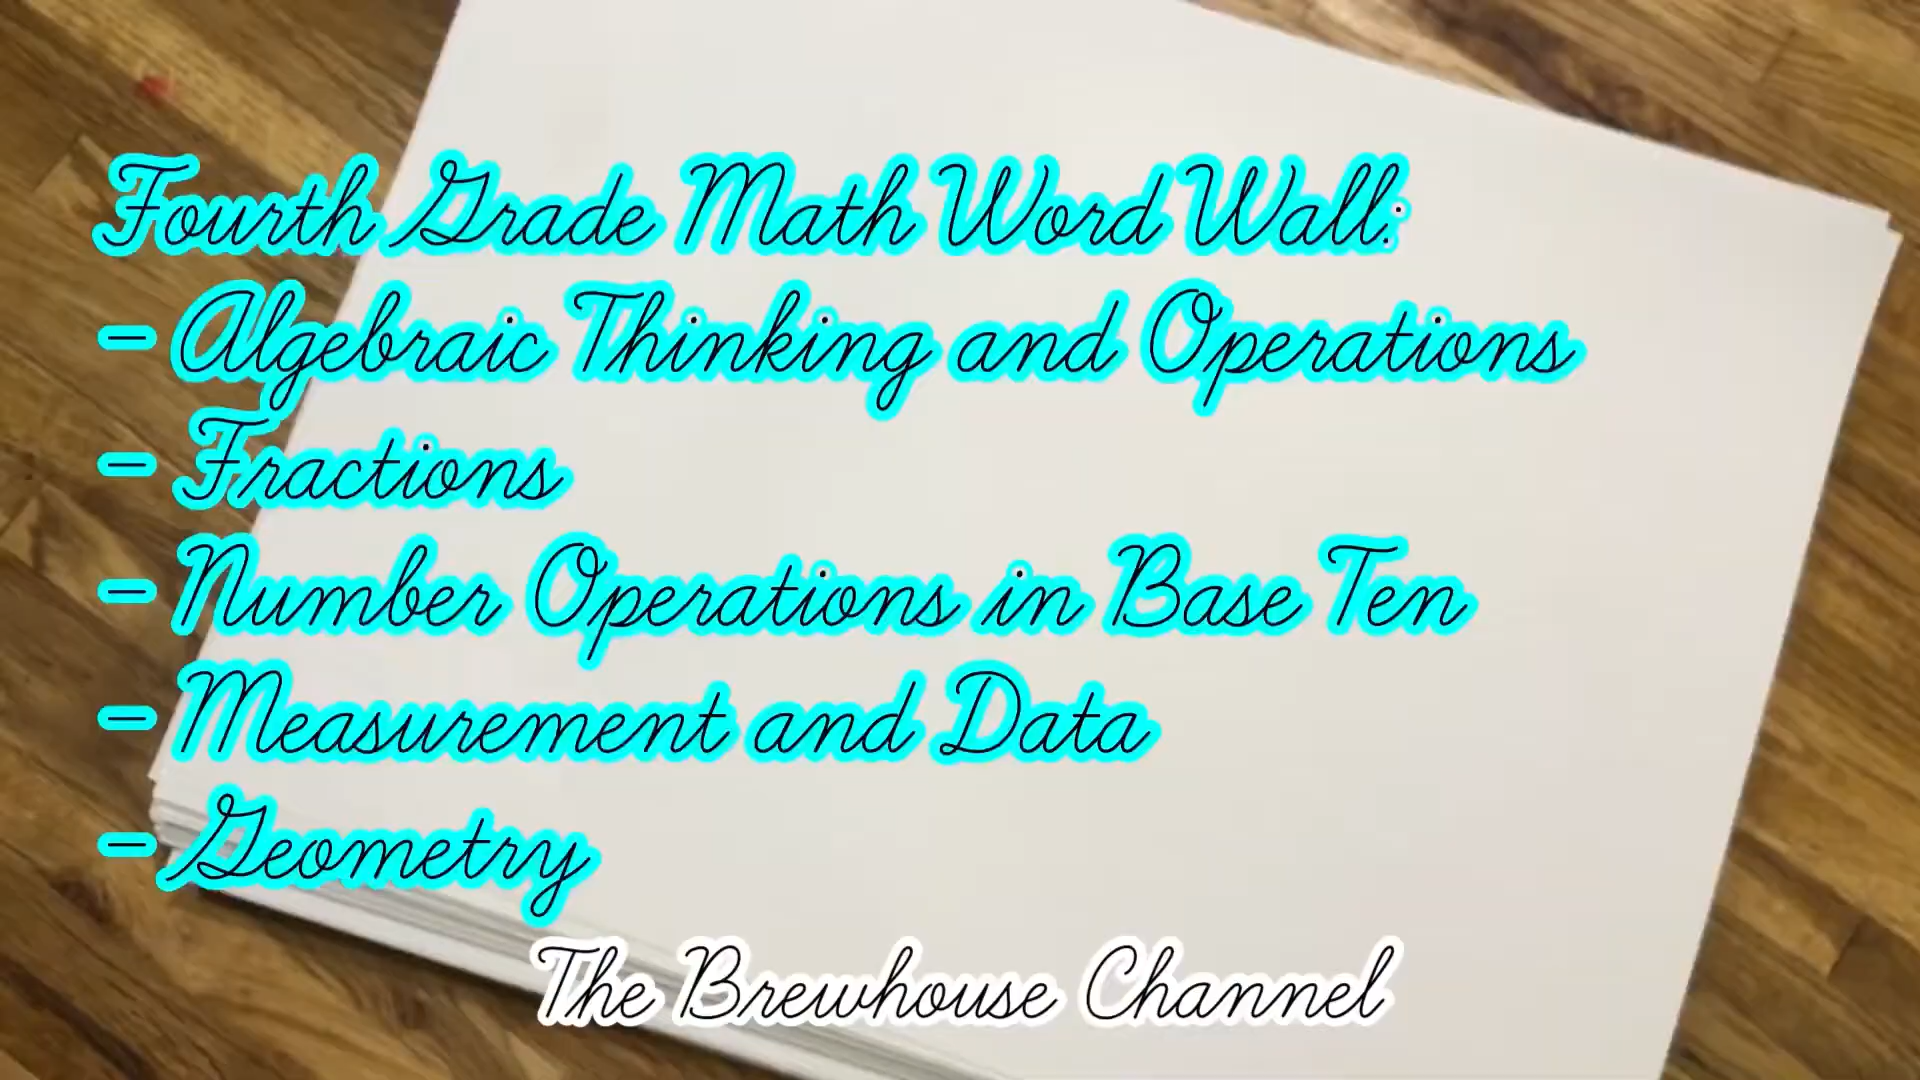 Fourth Grade Math Word Wall:
- Algebraic Thinking and Operations
- Fractions
- Number Operations in Base Ten
- Measurement and Data
- Geometry
The Brewhouse Channel